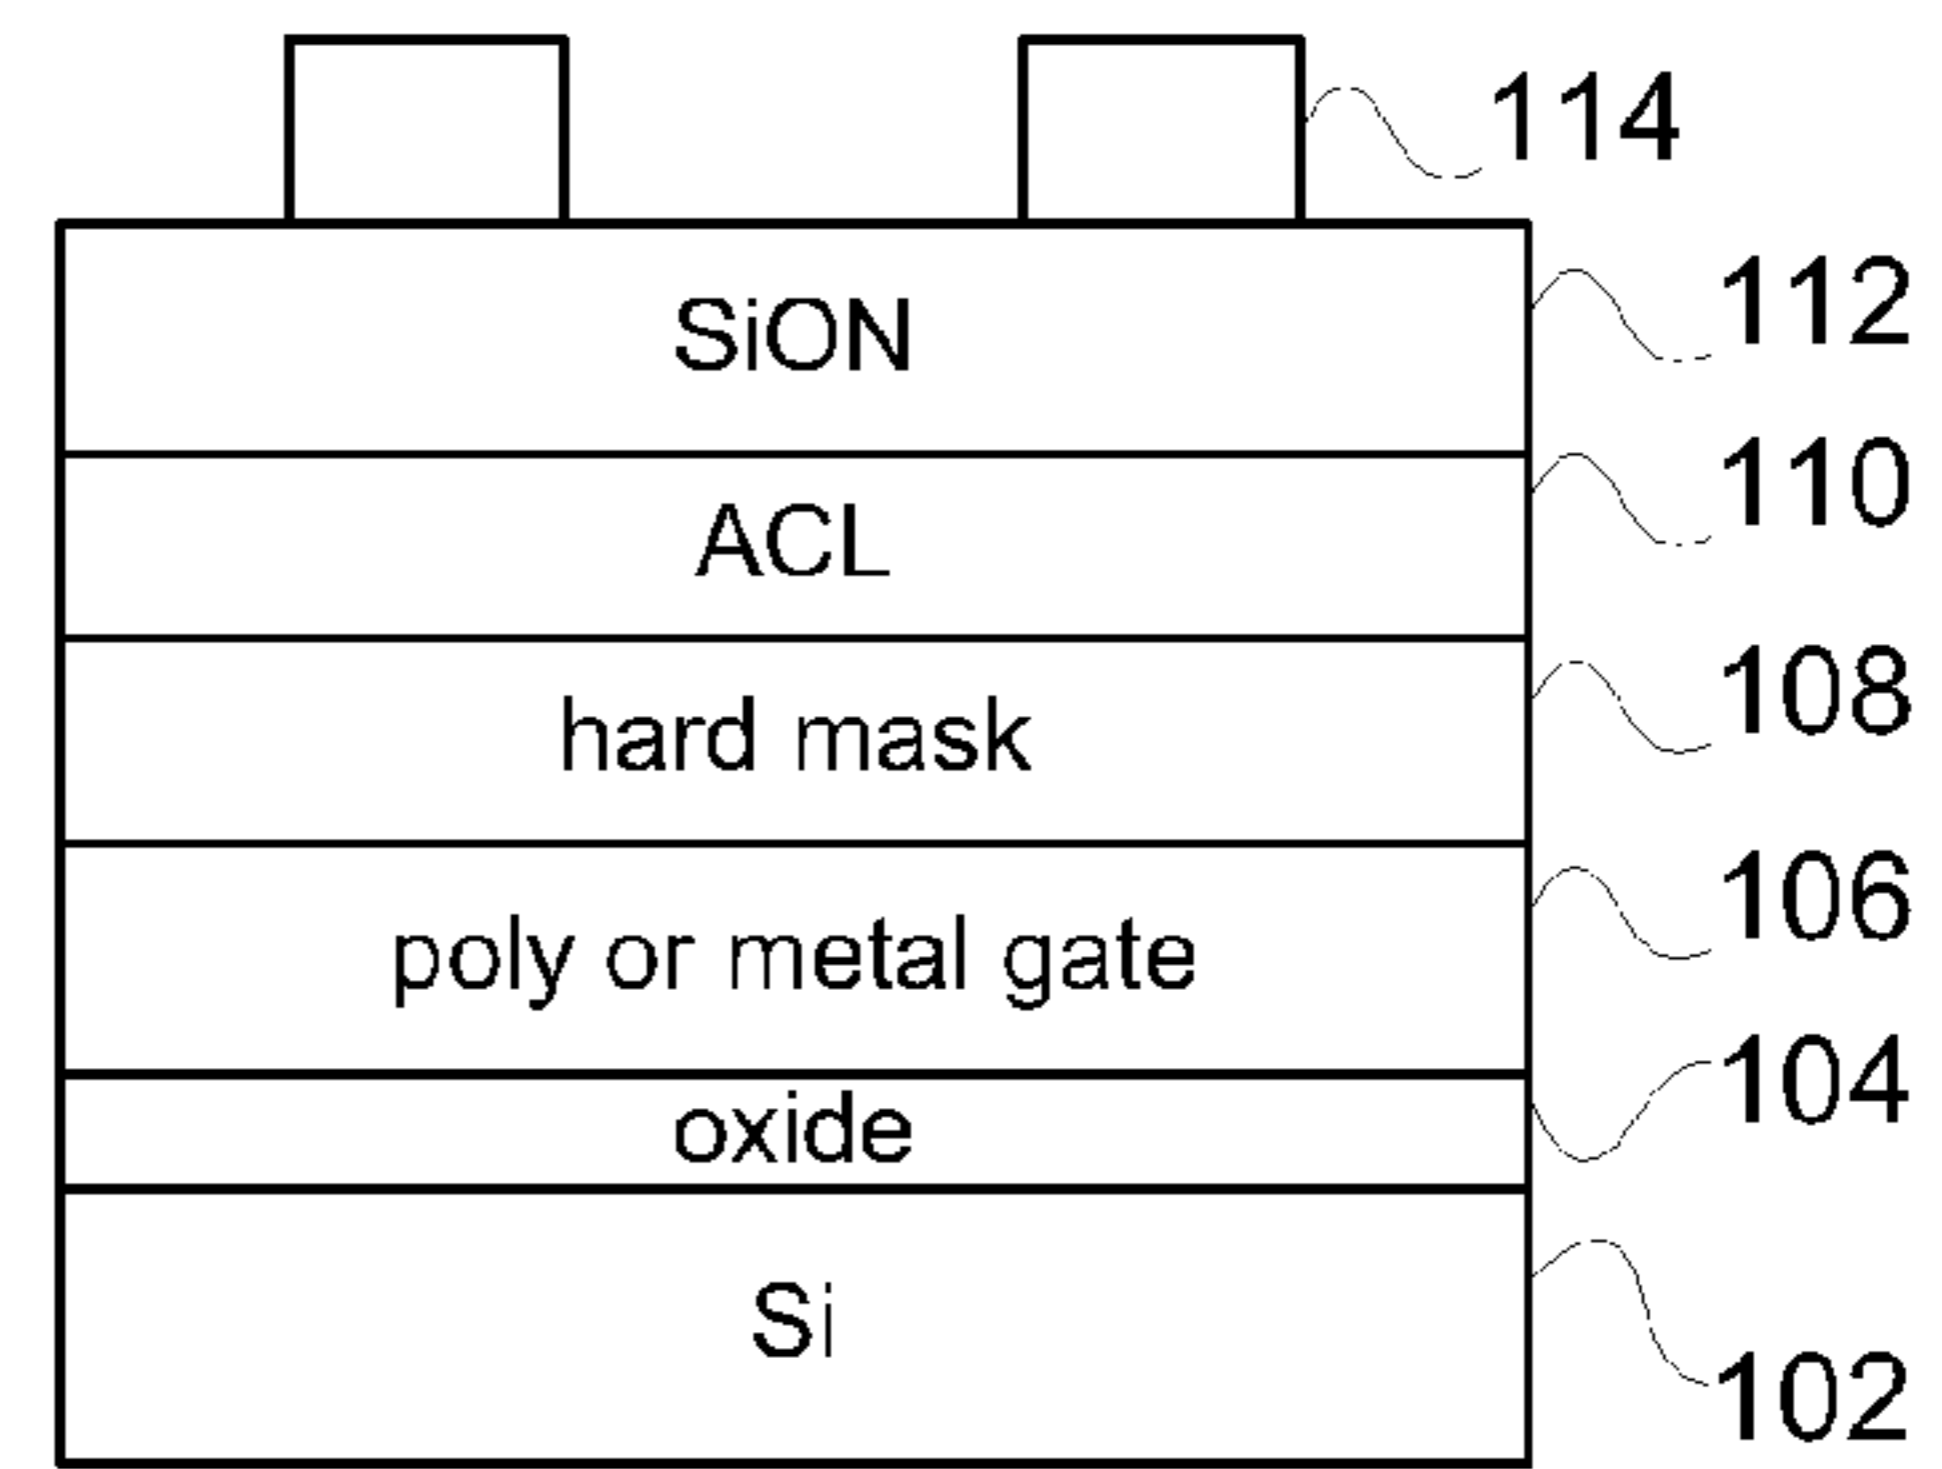 114
SiON
112
ACL
110
hard mask
108
poly or metal gate
106
oxide
104
Si
102